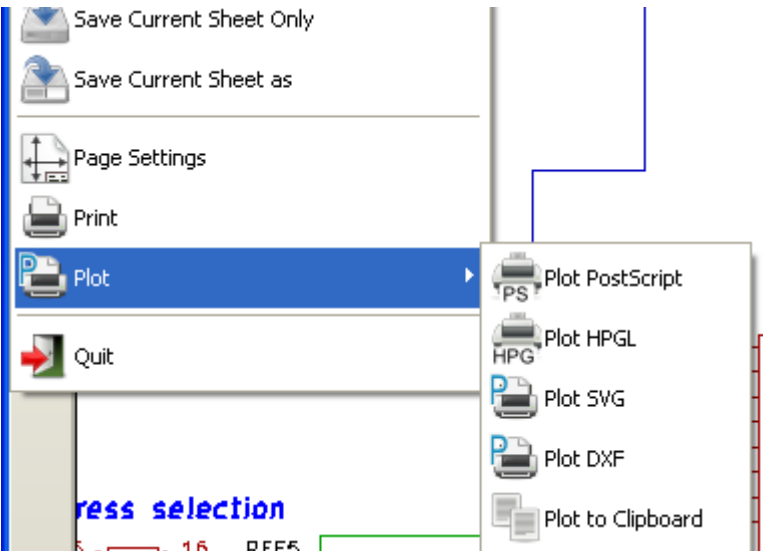 Save Current Sheet Only
Save Current Sheet as
Page Settings
Print
Plot
Plot PostScript
PS
Plot HPGL
HPG
Quit
Plot SVG
Plot DXF
ress selection
Plot to Clipboard
16